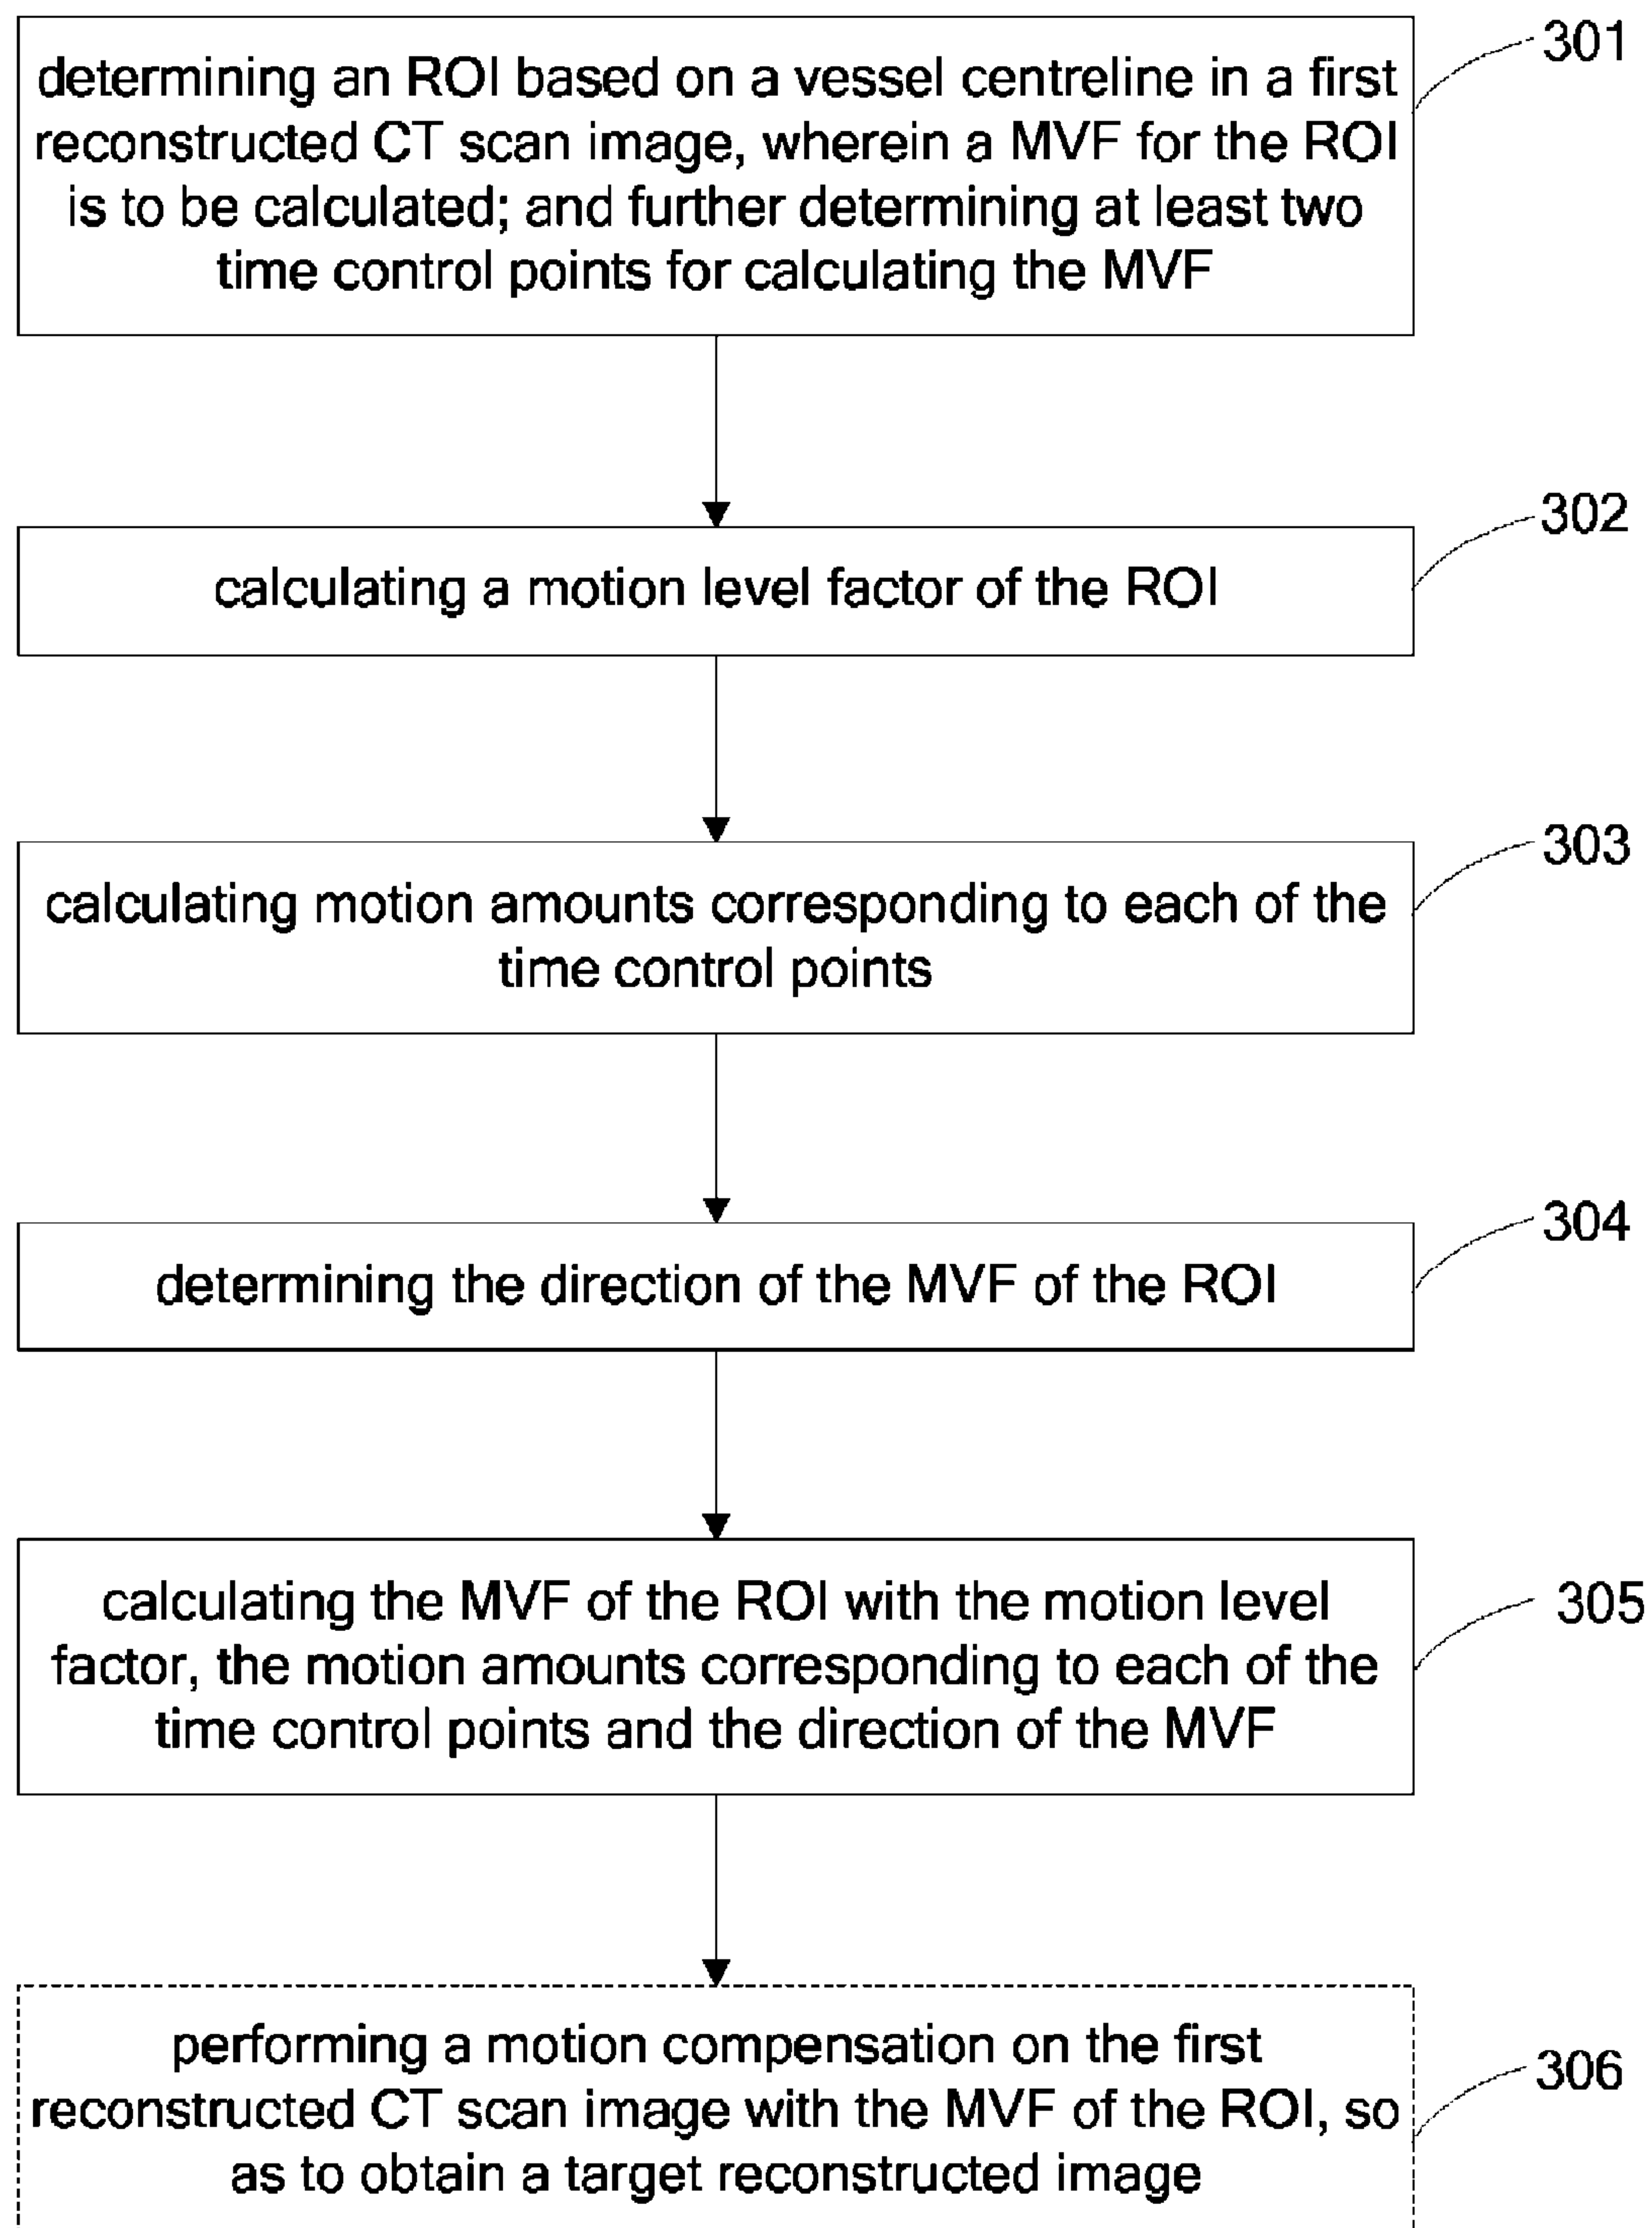 determining an ROI based on a vessel centreline in a first
reconstructed CT scan image, wherein a MVF for the ROI
is to be calculated; and further determining at least two
time control points for calculating the MVF
301
calculating a motion level factor of the ROI
302
calculating motion amounts corresponding to each of the
time control points
303
determining the direction of the MVF of the ROI
304
calculating the MVF of the ROI with the motion level
factor, the motion amounts corresponding to each of the
time control points and the direction of the MVF
305
performing a motion compensation on the first
reconstructed CT scan image with the MVF of the ROI, so
as to obtain a target reconstructed image
306